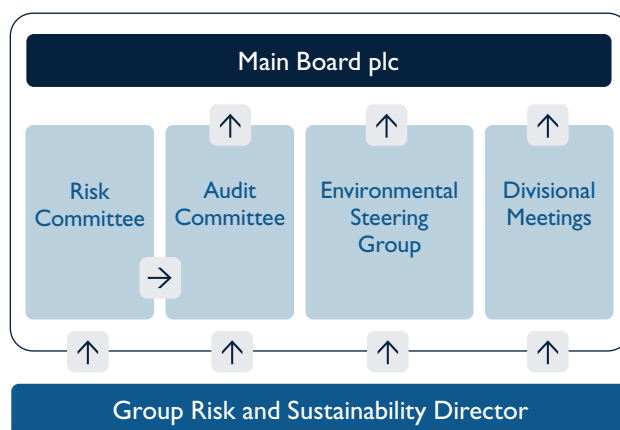 Main Board plc
Risk
Committee
Audit
Committee
Environmental
Steering
Group
Divisional
Meetings
Group Risk and Sustainability Director